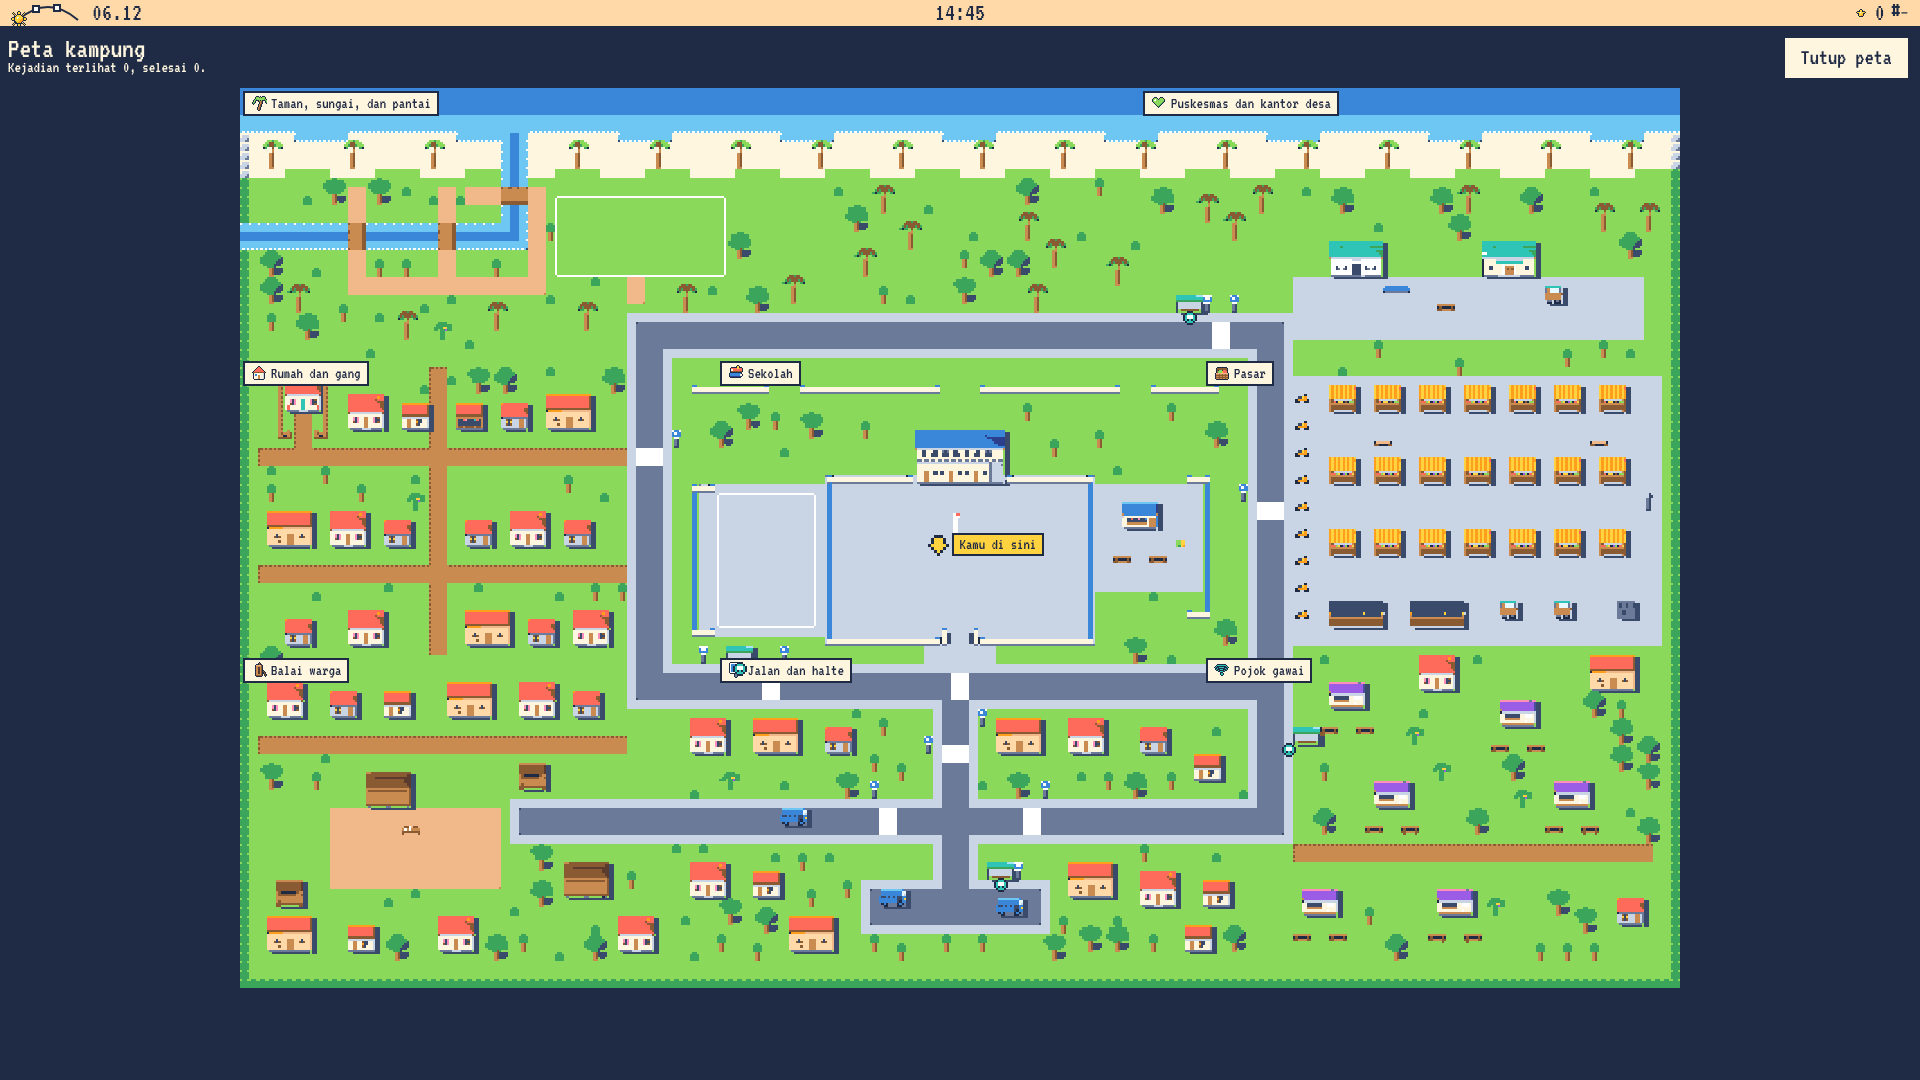 06.12
14:45
0 #-
Peta kampung
Kejadian terlihat 0, selesai 0.
Tutup peta
Taman, sungai, dan pantai
Puskesmas dan kantor desa
Rumah dan gang
Sekolah
Pasar
Kamu di sini
Balai warga
Jalan dan halte
Pojok gawai